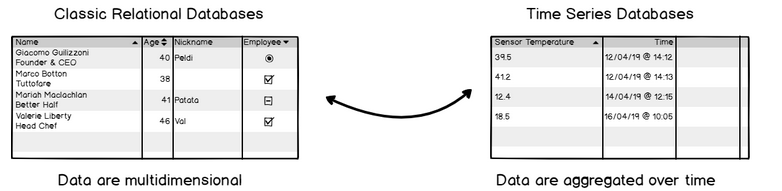 Classic Relational Databases
Time Series Databases
Name Age Nickname Employee
Giacomo Guilizzoni
Founder & CEO 40 Peldi
Marco Botton
Tuttofare 38
Mariah Maclachlan
Better Half 41 Patata
Valerie Liberty
Head Chef 46 Val
Sensor Temperature Time
39.5 12/04/19 @ 14:12
41.2 12/04/19 @ 14:13
12.4 14/04/19 @ 12:15
18.5 16/04/19 @ 10:05
Data are multidimensional
Data are aggregated over time